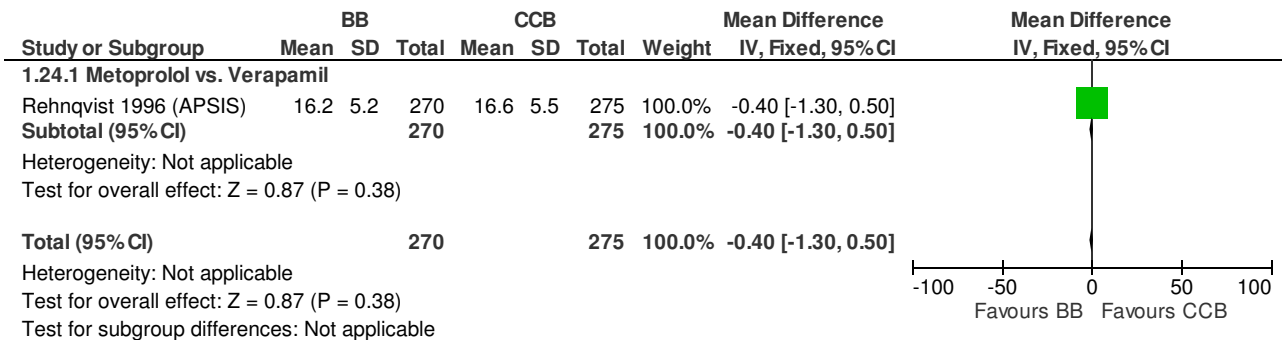 BB CCB Mean Difference Mean Difference
Study or Subgroup Mean SD Total Mean SD Total Weight IV, Fixed, 95% CI IV, Fixed, 95% CI
1.24.1 Metoprolol vs. Verapamil
Rehnqvist 1996 (APSIS) 16.2 5.2 270 16.6 5.5 275 100.0% -0.40 [-1.30, 0.50]
Subtotal (95% CI) 270 275 100.0% -0.40 [-1.30, 0.50]
Heterogeneity: Not applicable
Test for overall effect: Z = 0.87 (P = 0.38)
Total (95% CI) 270 275 100.0% -0.40 [-1.30, 0.50]
Heterogeneity: Not applicable
Test for overall effect: Z = 0.87 (P = 0.38)
Test for subgroup differences: Not applicable
-100 -50 0 50 100
Favours BB Favours CCB